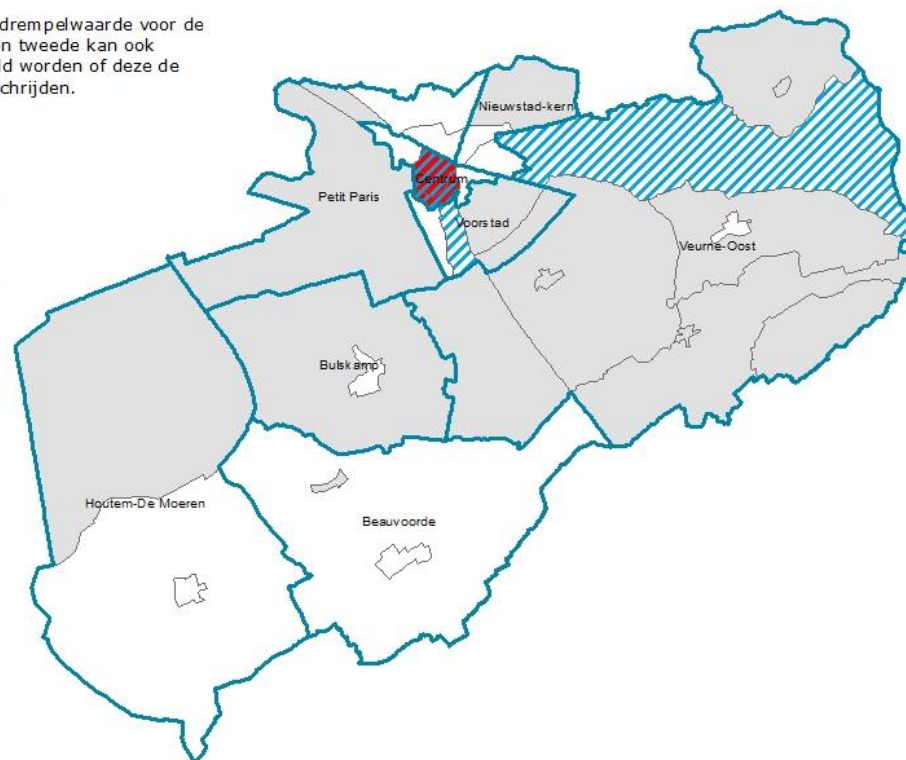 drempelwaarde voor de
en tweede kan ook
ld worden of deze de
chrijden.
Nieuwstad-kern
Centrum
Petit Paris
Voorstad
Veurne-Oost
Bulskamp
Houtem-De Moeren
Beauvoorde